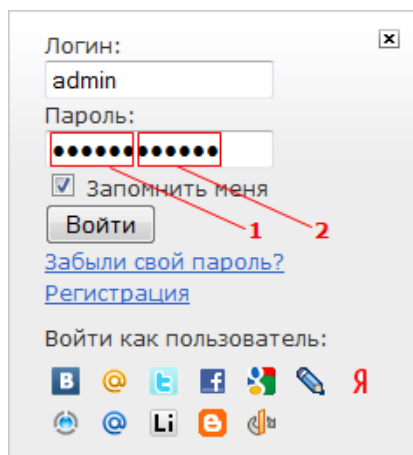 Логин:
admin
Пароль:
••••••••••••
Запомнить меня
1 2
Войти
Забыли свой пароль?
Регистрация
Войти как пользователь:
В @ t f g Я
@ Li B